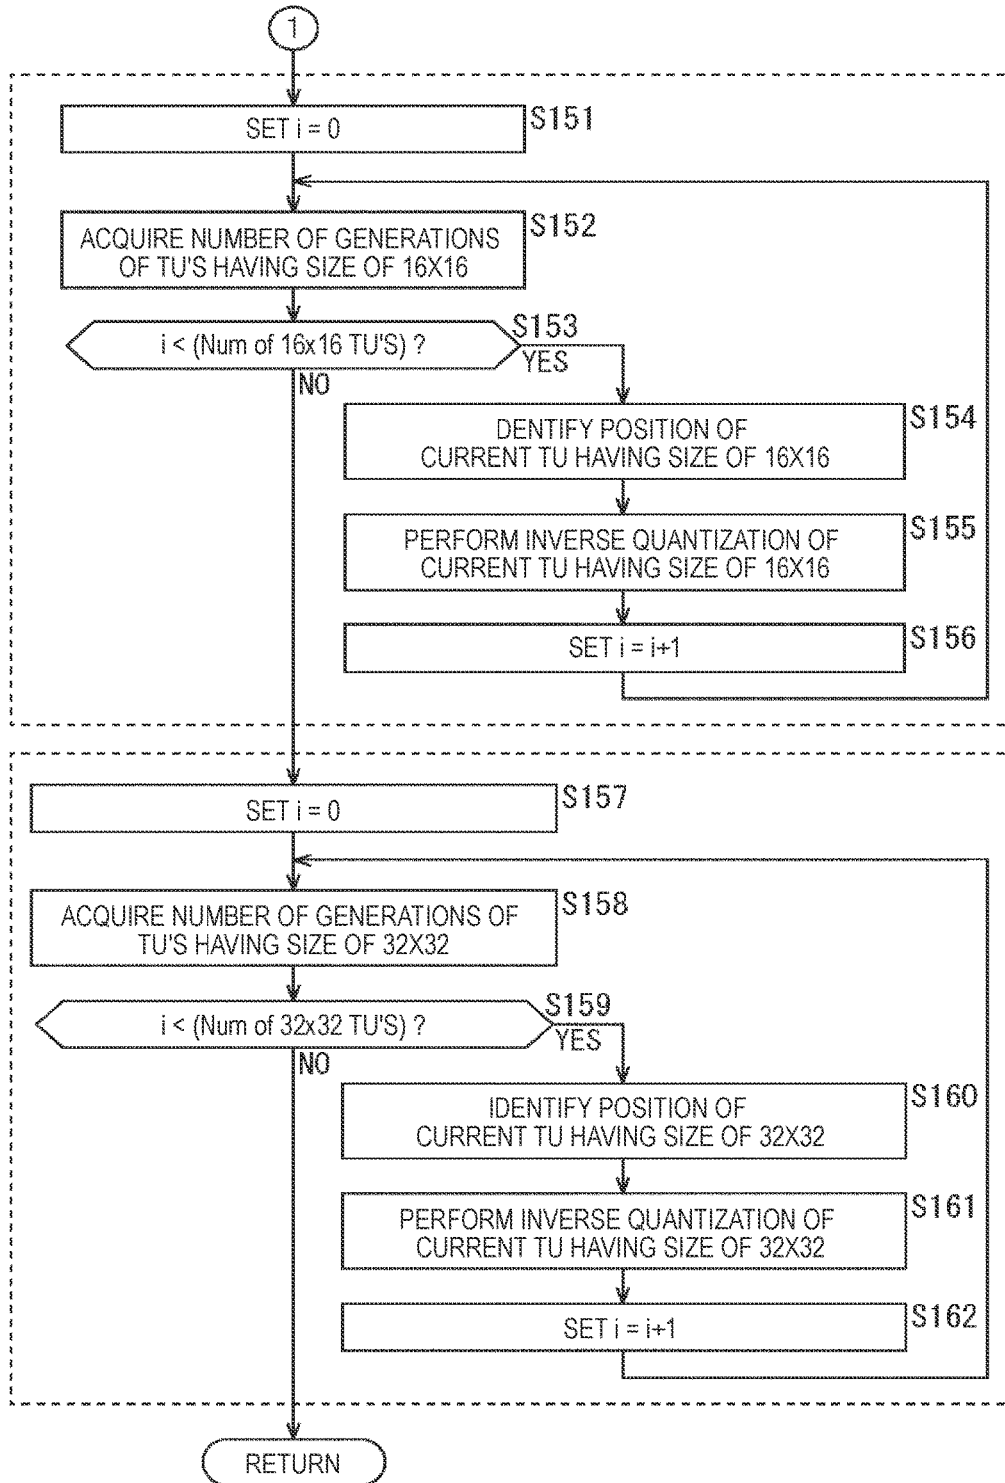 1
SET i = 0
S151
ACQUIRE NUMBER OF GENERATIONS
OF TU'S HAVING SIZE OF 16X16
S152
i < (Num of 16x16 TU'S) ?
S153
YES
NO
DENTIFY POSITION OF
CURRENT TU HAVING SIZE OF 16X16
S154
PERFORM INVERSE QUANTIZATION OF
CURRENT TU HAVING SIZE OF 16X16
S155
SET i = i+1
S156
SET i = 0
S157
ACQUIRE NUMBER OF GENERATIONS OF
TU'S HAVING SIZE OF 32X32
S158
i < (Num of 32x32 TU'S) ?
S159
YES
NO
IDENTIFY POSITION OF
CURRENT TU HAVING SIZE OF 32X32
S160
PERFORM INVERSE QUANTIZATION OF
CURRENT TU HAVING SIZE OF 32X32
S161
SET i = i+1
S162
RETURN